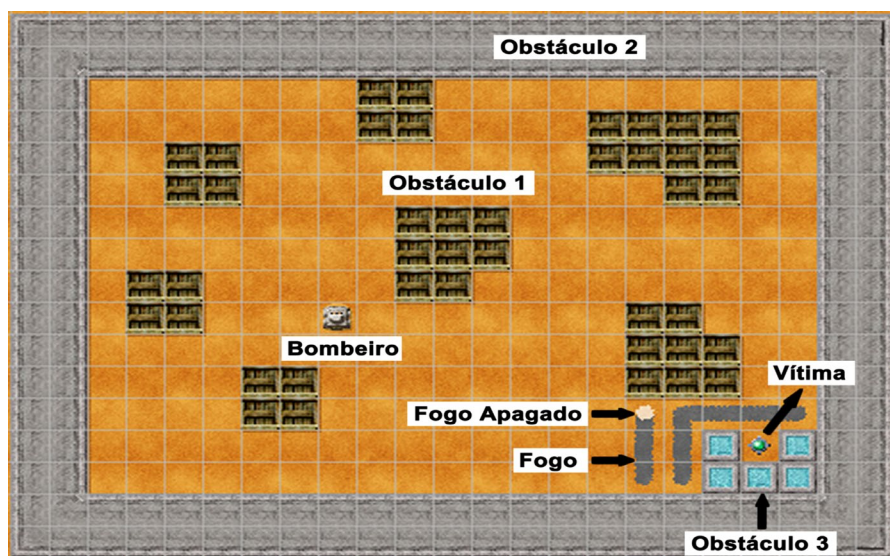 Obstáculo 2
Obstáculo 1
Bombeiro
Vítima
Fogo Apagado
Fogo
Obstáculo 3